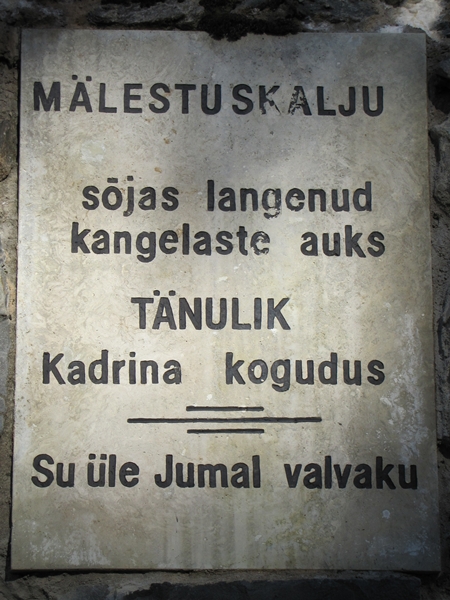 MÄLESTUSKALJU
sõjas langenud
kangelaste auks
TÄNULIK
Kadrina kogudus
Su üle Jumal valvaku